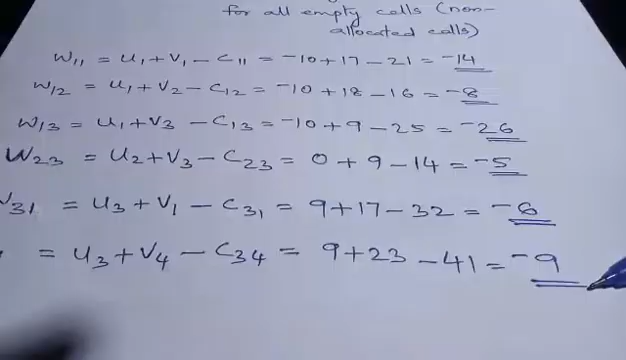 for all empty cells (non-
allocated cells)
W11 = U1 + V1 - C11 = -10 + 17 - 21 = -14
W12 = U1 + V2 - C12 = -10 + 18 - 16 = -8
W13 = U1 + V3 - C13 = -10 + 9 - 25 = -26
W23 = U2 + V3 - C23 = 0 + 9 - 14 = -5
W31 = U3 + V1 - C31 = 9 + 17 - 32 = -6
= U3 + V4 - C34 = 9 + 23 - 41 = -9